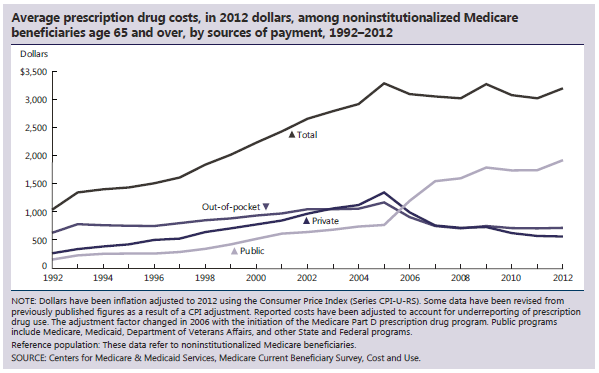 Average prescription drug costs, in 2012 dollars, among noninstitutionalized Medicare
beneficiaries age 65 and over, by sources of payment, 1992–2012
Dollars
$3,500
3,000
2,500
2,000
1,500
1,000
500
0
Total
Out-of-pocket
Private
Public
1992 1994 1996 1998 2000 2002 2004 2006 2008 2010 2012
NOTE: Dollars have been inflation adjusted to 2012 using the Consumer Price Index (Series CPI-U-RS). Some data have been revised from
previously published figures as a result of a CPI adjustment. Reported costs have been adjusted to account for underreporting of prescription
drug use. The adjustment factor changed in 2006 with the initiation of the Medicare Part D prescription drug program. Public programs
include Medicare, Medicaid, Department of Veterans Affairs, and other State and Federal programs.
Reference population: These data refer to noninstitutionalized Medicare beneficiaries.
SOURCE: Centers for Medicare & Medicaid Services, Medicare Current Beneficiary Survey, Cost and Use.